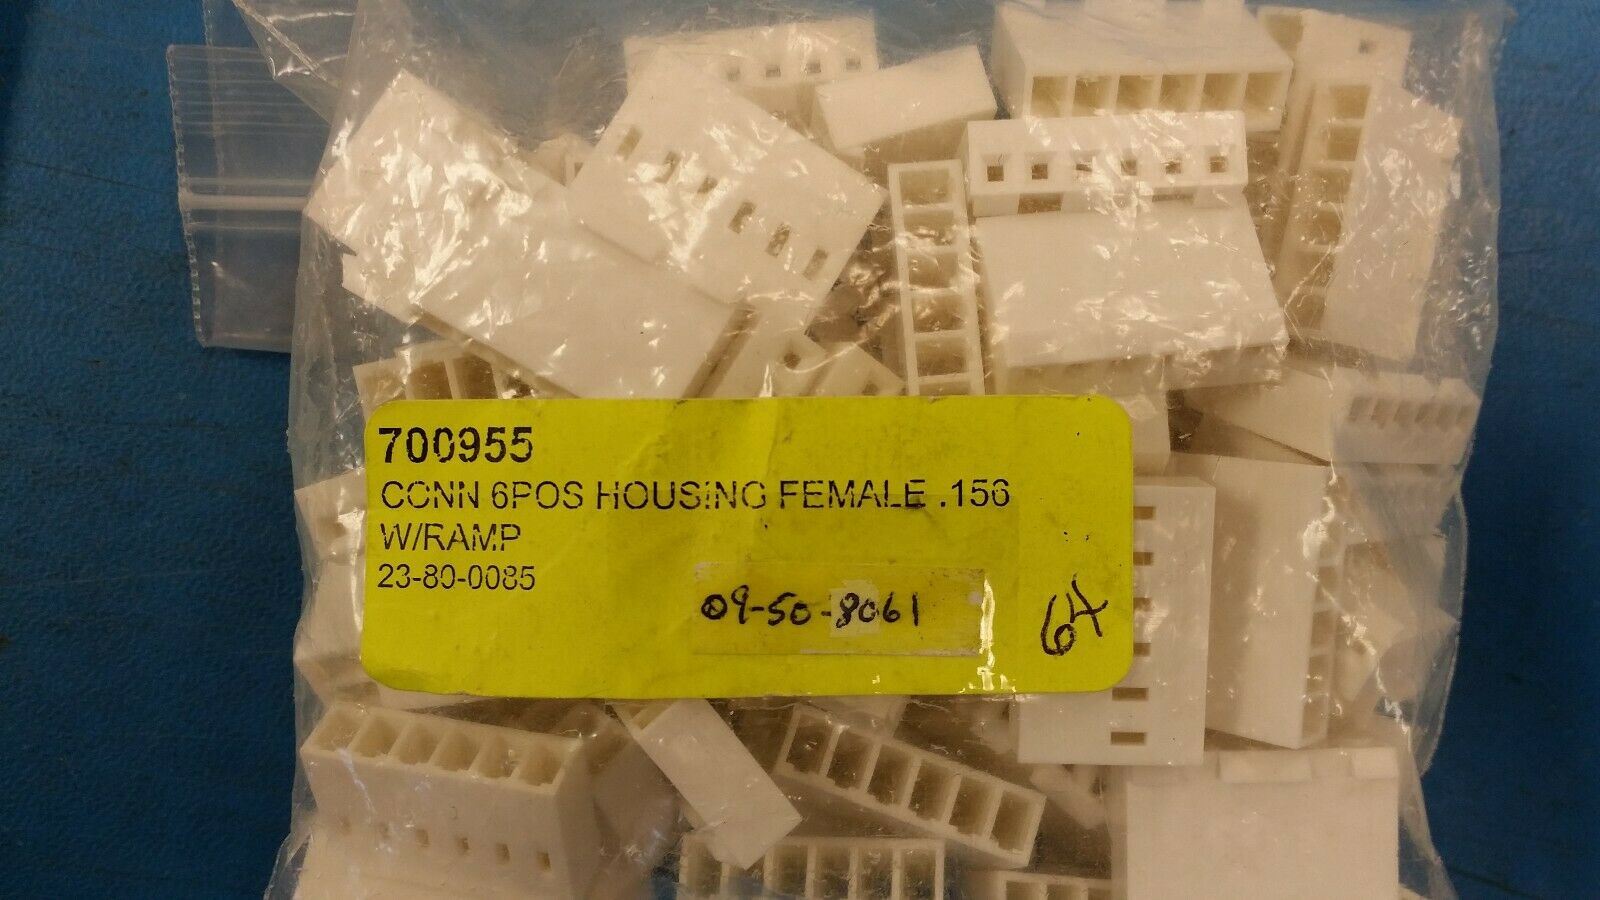 700955
CONN 6POS HOUSING FEMALE .156
W/RAMP
23-80-0085
09-50-8061
64